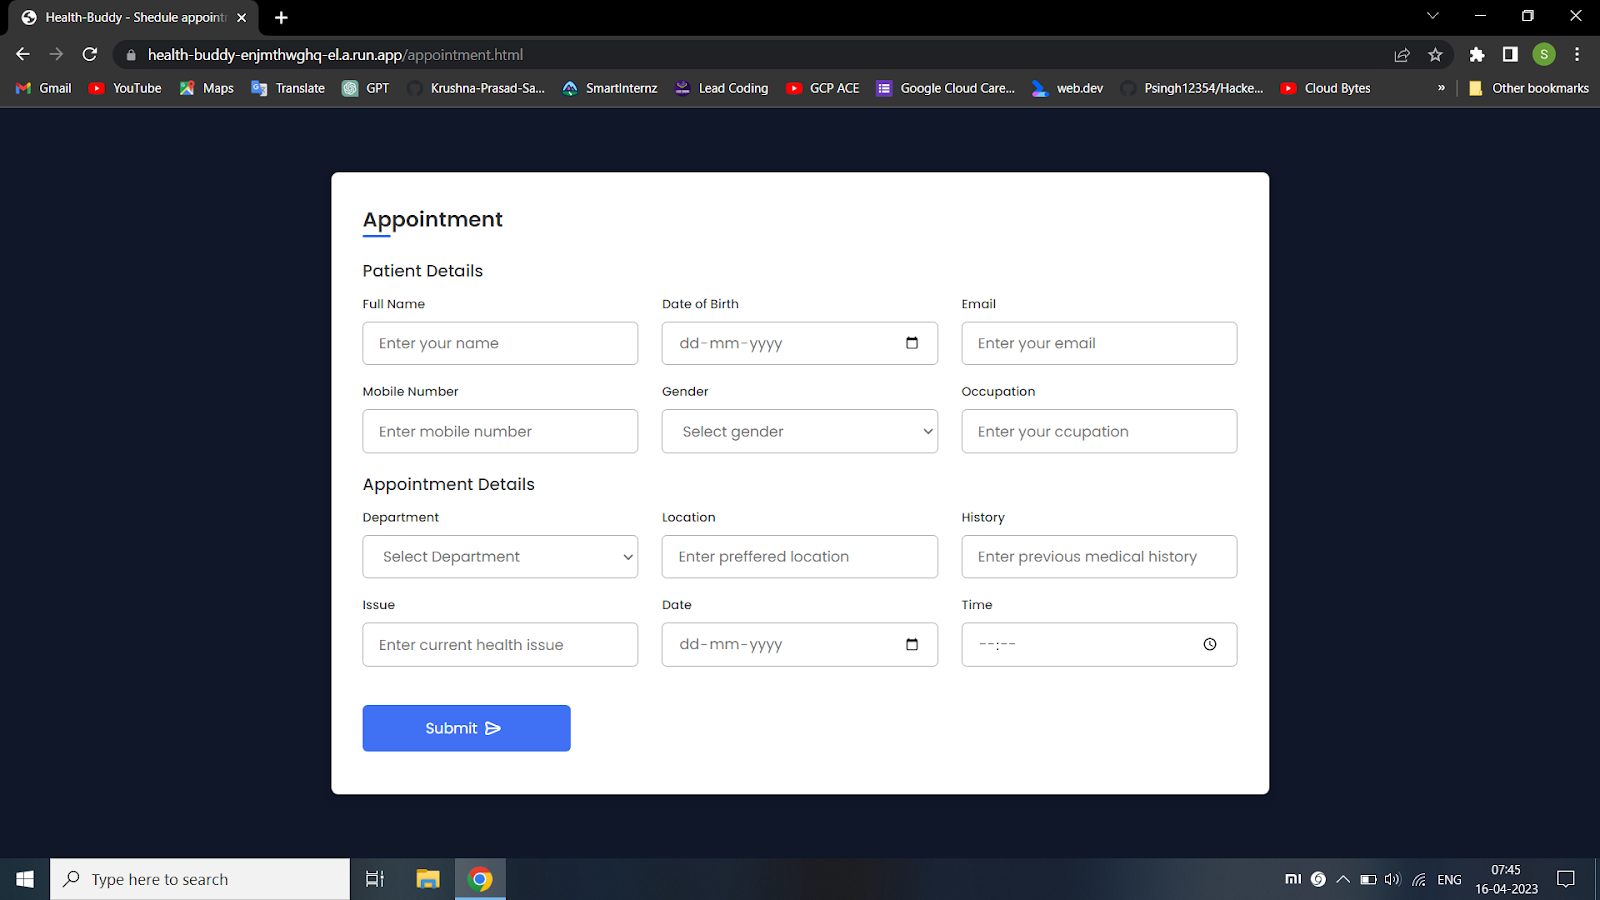 Health-Buddy - Shedule appoint
health-buddy-enjmthwghq-el.a.run.app/appointment.html
S
Gmail YouTube Maps Translate GPT Krushna-Prasad-Sa... SmartInternz Lead Coding GCP ACE Google Cloud Care... web.dev Psingh12354/Hacke... Cloud Bytes » Other bookmarks
Appointment
Patient Details
Full Name Date of Birth Email
Enter your name dd-mm-yyyy Enter your email
Mobile Number Gender Occupation
Enter mobile number Select gender Enter your ccupation
Appointment Details
Department Location History
Select Department Enter preffered location Enter previous medical history
Issue Date Time
Enter current health issue dd-mm-yyyy --:--
Submit
Type here to search
mi ENG 07:45
16-04-2023